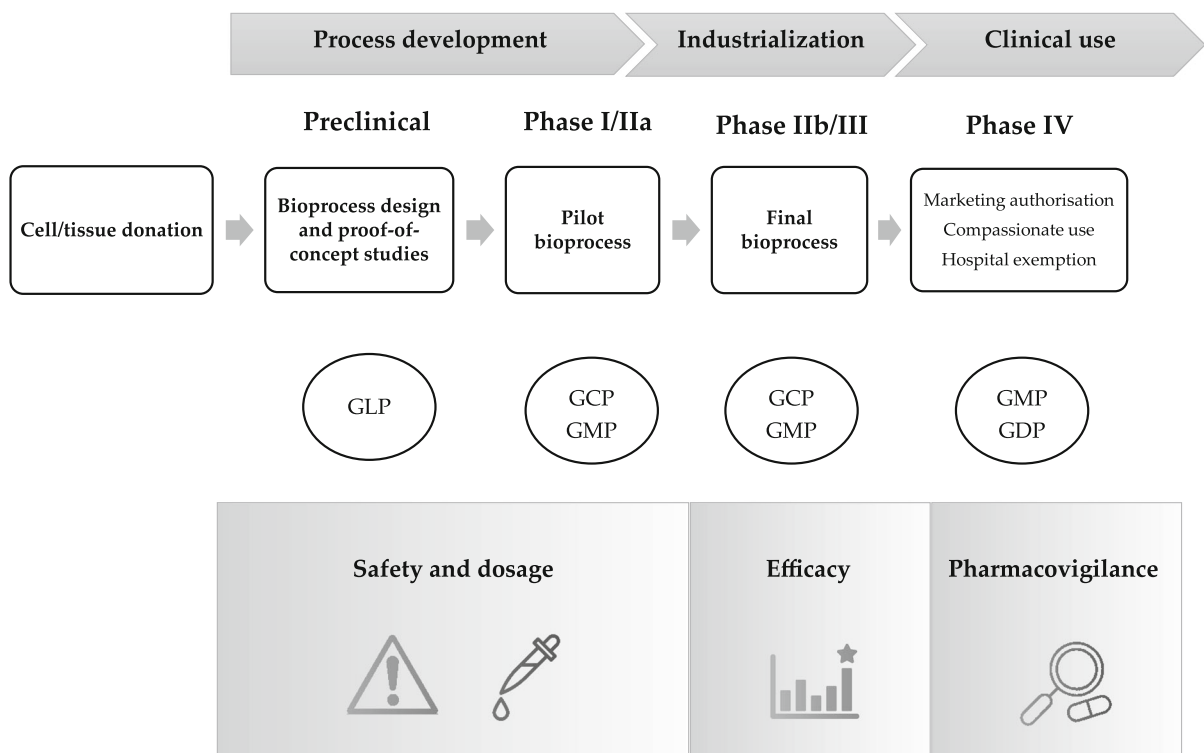 Process development
Industrialization
Clinical use
Preclinical
Phase I/IIa
Phase IIb/III
Phase IV
Cell/tissue donation
Bioprocess design
and proof-of-
concept studies
Pilot
bioprocess
Final
bioprocess
Marketing authorisation
Compassionate use
Hospital exemption
GLP
GCP
GMP
GCP
GMP
GMP
GDP
Safety and dosage
Efficacy
Pharmacovigilance